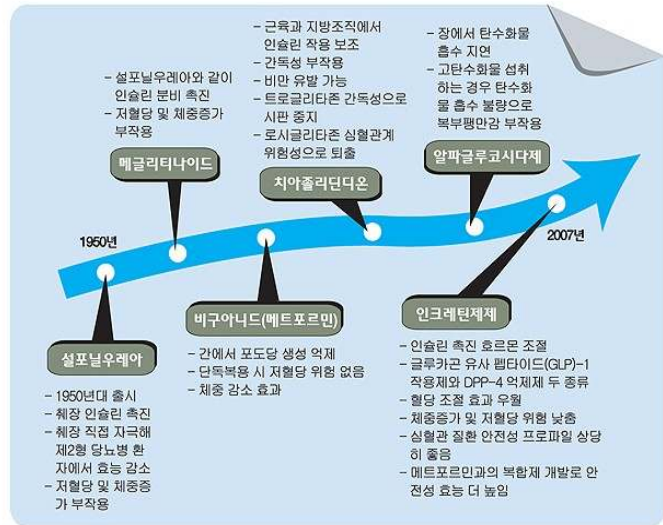 - 설포닐우레아와 같이
인슐린 분비 촉진
- 저혈당 및 체중증가
부작용
메글리티나이드
- 근육과 지방조직에서
인슐린 작용 보조
- 간독성 부작용
- 비만 유발 가능
- 트로글리타존 간독성으로
시판 중지
- 로시글리타존 심혈관계
위험성으로 퇴출
치아졸리딘디온
- 장에서 탄수화물
흡수 지연
- 고탄수화물 섭취
하는 경우 탄수화
물 흡수 불량으로
복부팽만감 부작용
알파글루코시다제
1950년
2007년
설포닐우레아
- 1950년대 출시
- 췌장 인슐린 촉진
- 췌장 직접 자극해
제2형 당뇨병 환
자에서 효능 감소
- 저혈당 및 체중증
가 부작용
비구아니드(메트포르민)
- 간에서 포도당 생성 억제
- 단독복용 시 저혈당 위험 없음
- 체중 감소 효과
인크레틴제제
- 인슐린 촉진 호르몬 조절
- 글루카곤 유사 펩타이드(GLP)-1
작용제와 DPP-4 억제제 두 종류
- 혈당 조절 효과 우월
- 체중증가 및 저혈당 위험 낮춤
- 심혈관 질환 안전성 프로파일 상당
히 좋음
- 메트포르민과의 복합제 개발로 안
전성 효능 더 높임